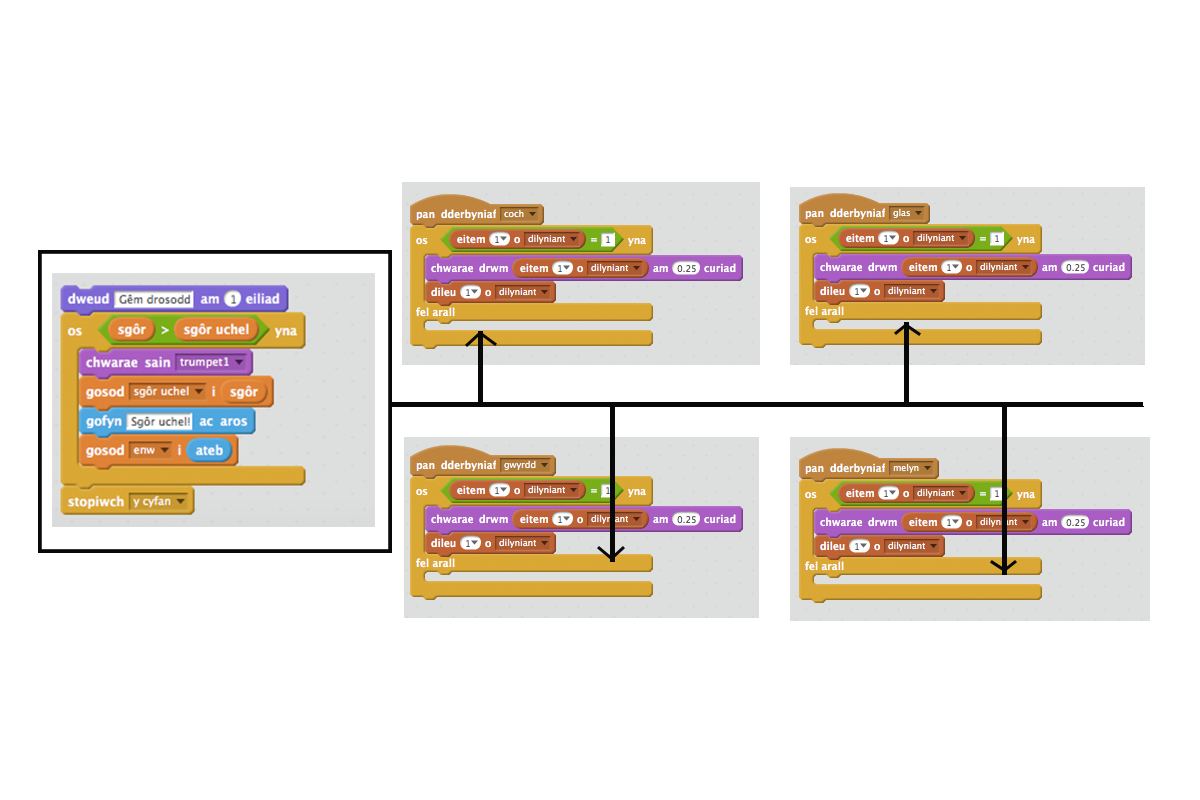 dweud Gêm drosodd am 1 eiliad
os sgôr > sgôr uchel yna
chwarae sain trumpet1
gosod sgôr uchel i sgôr
gofyn Sgôr uchel! ac aros
gosod enw i ateb
stopiwch y cyfan
pan dderbyniaf coch
os eitem 1 o dilyniant = 1 yna
chwarae drwm eitem 1 o dilyniant am 0.25 curiad
dileu 1 o dilyniant
fel arall
pan dderbyniaf glas
os eitem 1 o dilyniant = 1 yna
chwarae drwm eitem 1 o dilyniant am 0.25 curiad
dileu 1 o dilyniant
fel arall
pan dderbyniaf gwyrdd
os eitem 1 o dilyniant = 1 yna
chwarae drwm eitem 1 o dilyniant am 0.25 curiad
dileu 1 o dilyniant
fel arall
pan dderbyniaf melyn
os eitem 1 o dilyniant = 1 yna
chwarae drwm eitem 1 o dilyniant am 0.25 curiad
dileu 1 o dilyniant
fel arall